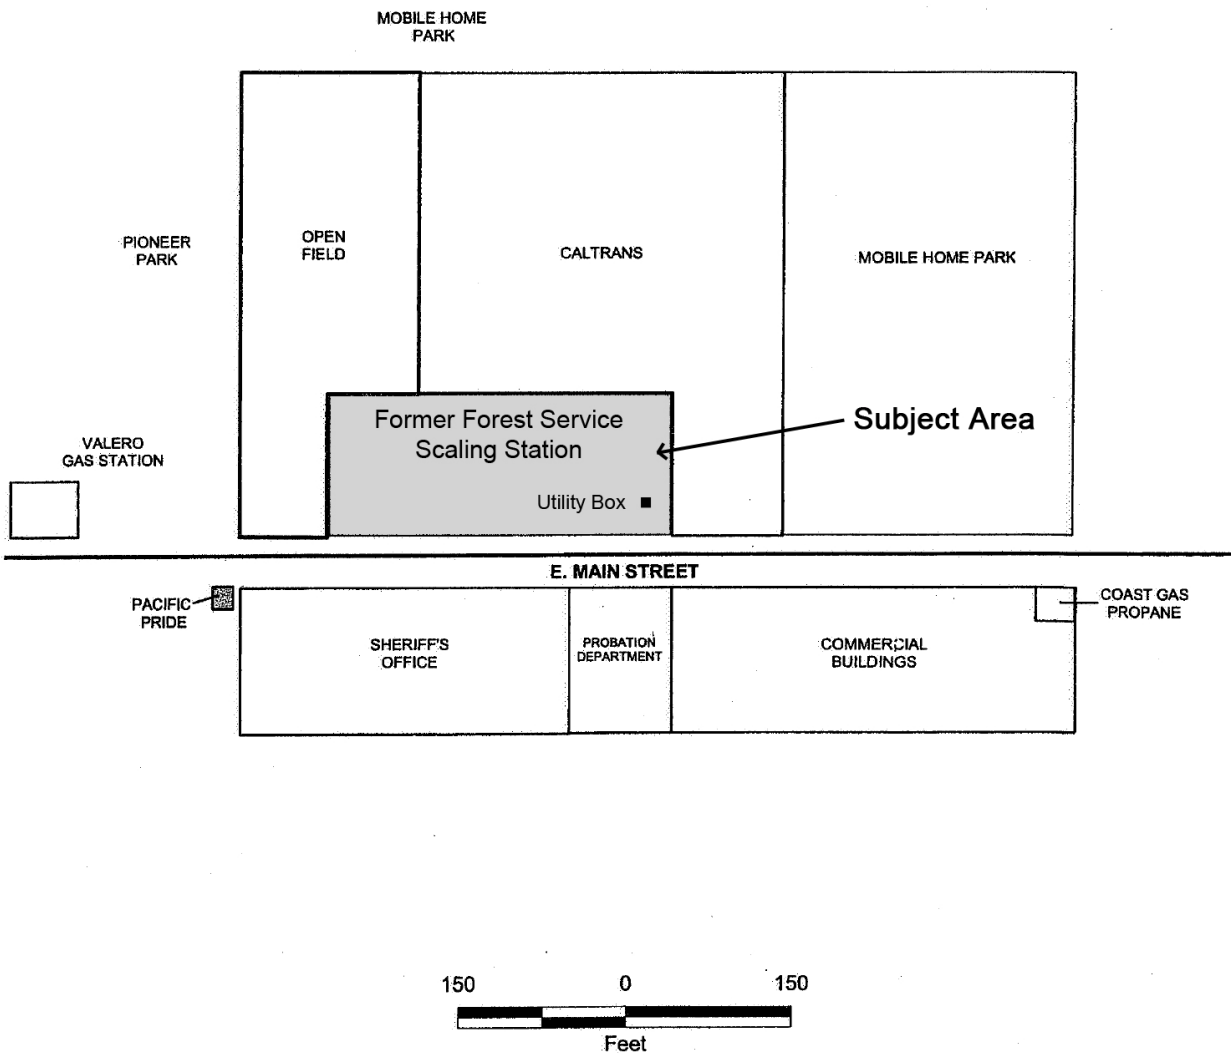 MOBILE HOME
PARK
PIONEER
PARK
OPEN
FIELD
CALTRANS
MOBILE HOME PARK
Former Forest Service
Scaling Station
Subject Area
VALERO
GAS STATION
Utility Box
E. MAIN STREET
PACIFIC
PRIDE
SHERIFF'S
OFFICE
PROBATION
DEPARTMENT
COMMERCIAL
BUILDINGS
COAST GAS
PROPANE
150 0 150
Feet